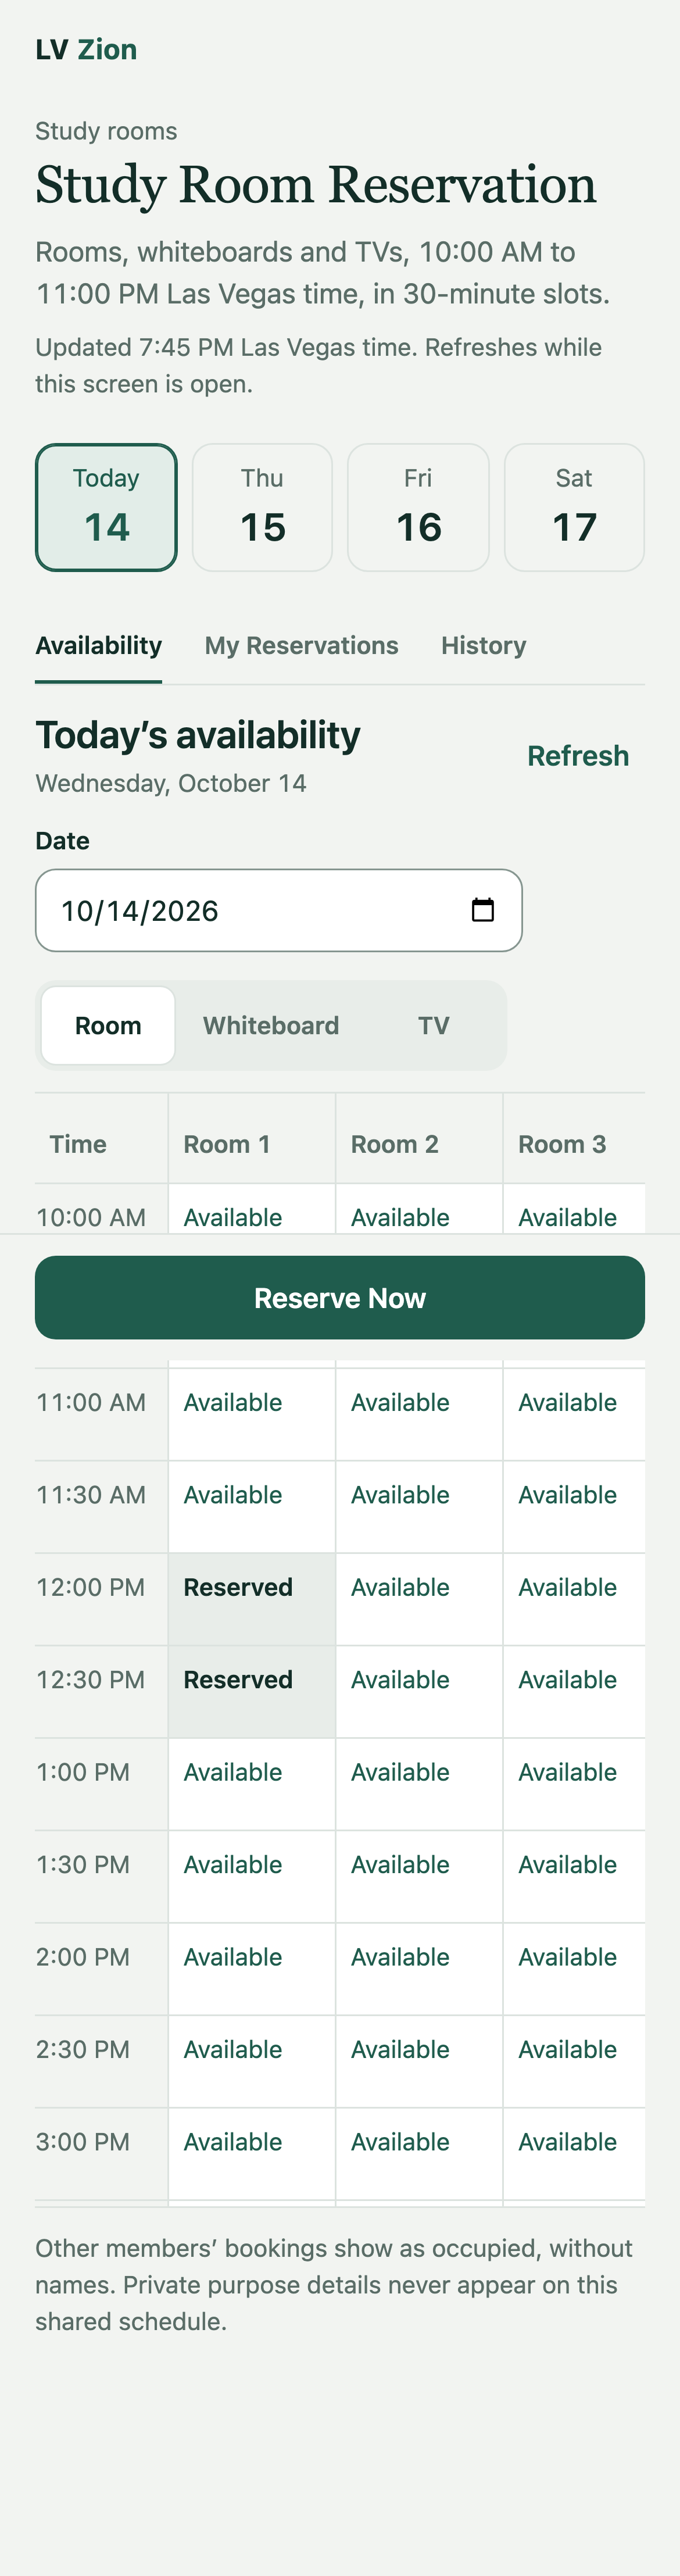 LV Zion
Study rooms
Study Room Reservation
Rooms, whiteboards and TVs, 10:00 AM to
11:00 PM Las Vegas time, in 30-minute slots.
Updated 7:45 PM Las Vegas time. Refreshes while
this screen is open.
Today Thu Fri Sat
14 15 16 17
Availability My Reservations History
Today’s availability
Refresh
Wednesday, October 14
Date
10/14/2026
Room Whiteboard TV
Time Room 1 Room 2 Room 3
10:00 AM Available Available Available
Reserve Now
11:00 AM Available Available Available
11:30 AM Available Available Available
12:00 PM Reserved Available Available
12:30 PM Reserved Available Available
1:00 PM Available Available Available
1:30 PM Available Available Available
2:00 PM Available Available Available
2:30 PM Available Available Available
3:00 PM Available Available Available
Other members’ bookings show as occupied, without
names. Private purpose details never appear on this
shared schedule.